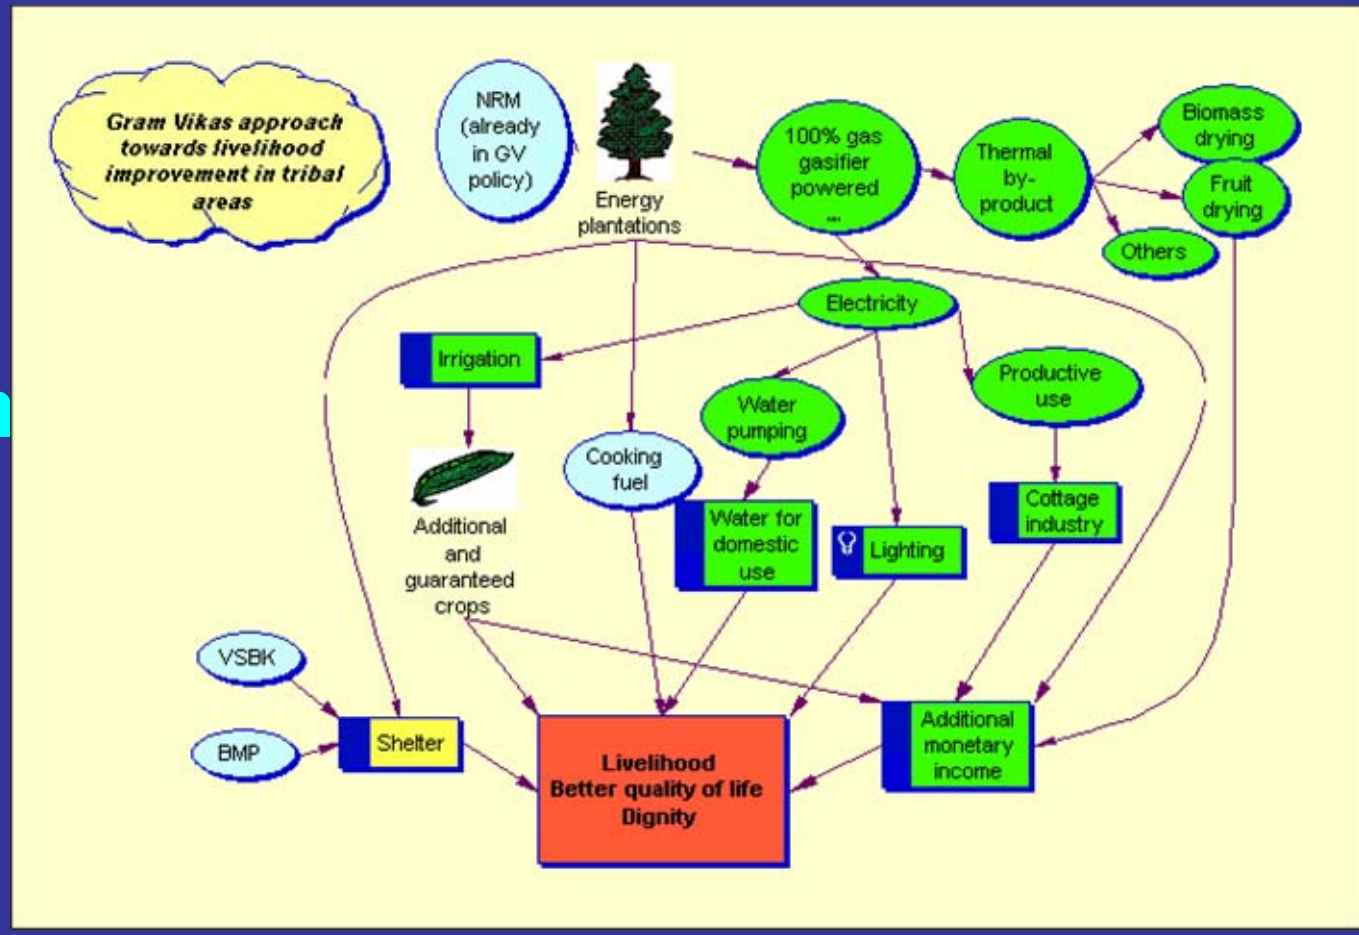 Gram Vikas approach
towards livelihood
improvement in tribal
areas
NRM
(already
in GV
policy)
Energy
plantations
100% gas
gasifier
powered
...
Thermal
by-
product
Biomass
drying
Fruit
drying
Others
Electricity
Irrigation
Productive
use
Water
pumping
Cooking
fuel
Additional
and
guaranteed
crops
Water for
domestic
use
Lighting
Cottage
industry
VSBK
BMP
Shelter
Livelihood
Better quality of life
Dignity
Additional
monetary
income